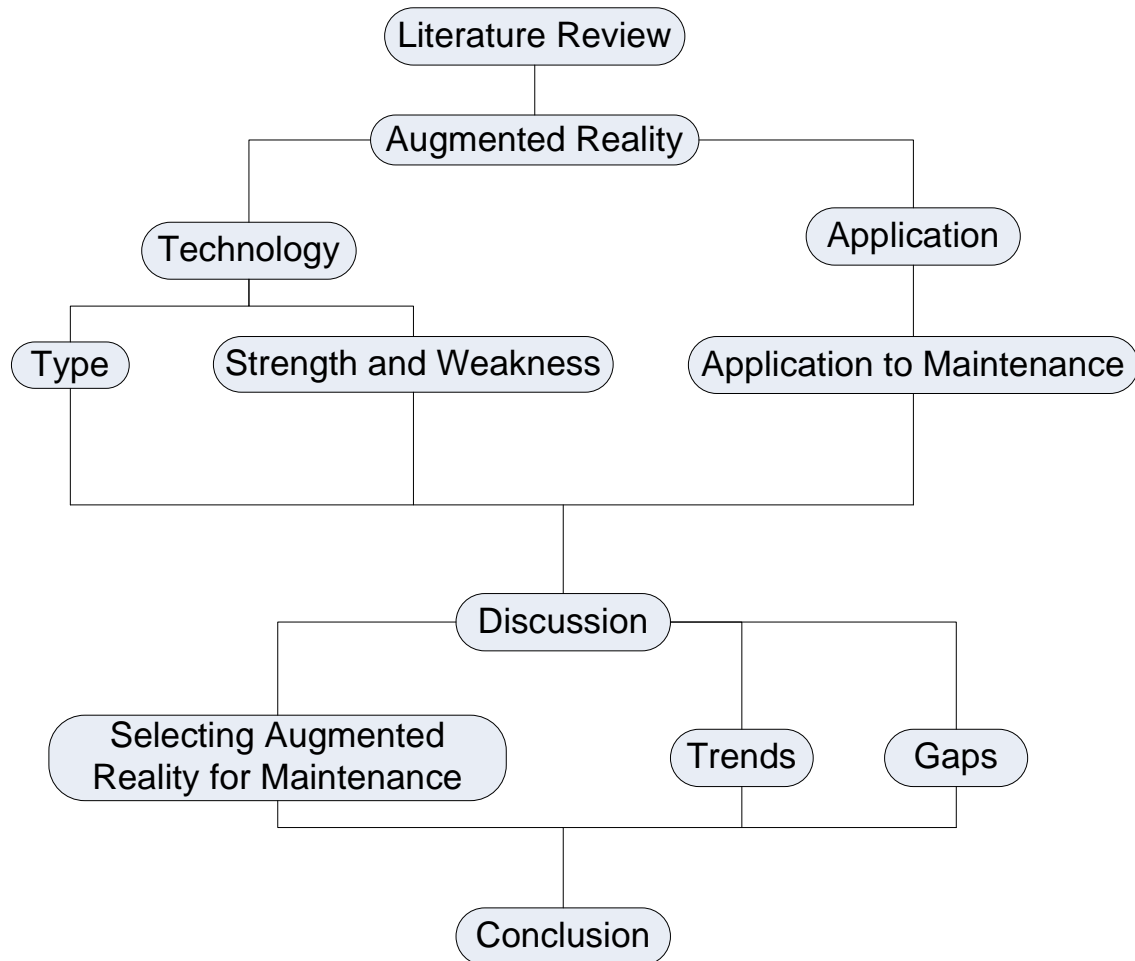 Literature Review
Augmented Reality
Technology
Application
Type
Strength and Weakness
Application to Maintenance
Discussion
Selecting Augmented
Reality for Maintenance
Trends
Gaps
Conclusion